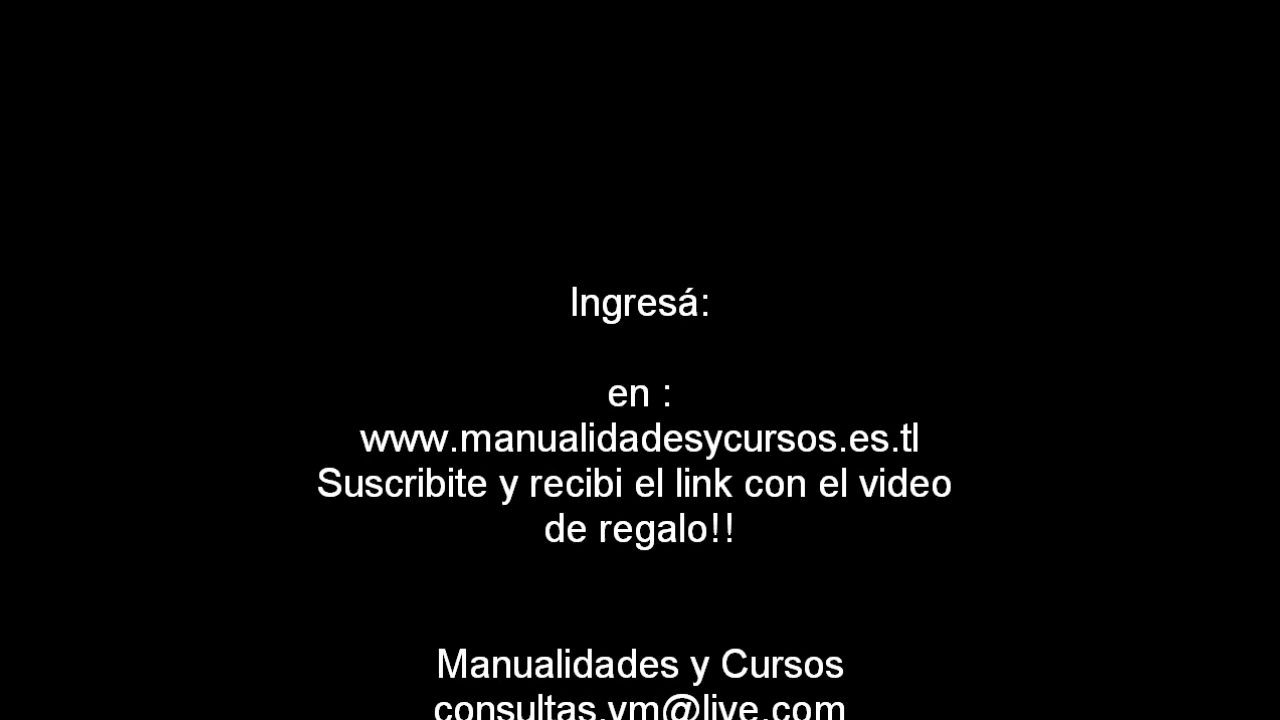 Ingresá:
en :
www.manualidadesycursos.es.tl
Suscribite y recibi el link con el video
de regalo!!
Manualidades y Cursos
consultas.vm@live.com